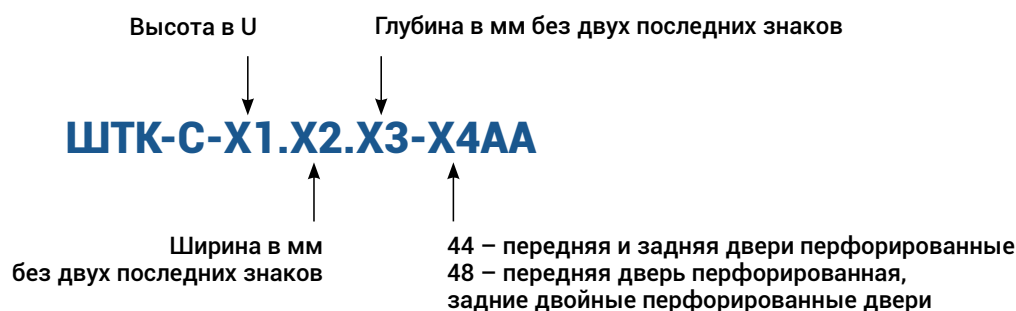 Высота в U
Глубина в мм без двух последних знаков
ШТК-С-X1.X2.X3-X4АА
Ширина в мм
без двух последних знаков
44 – передняя и задняя двери перфорированные
48 – передняя дверь перфорированная,
задние двойные перфорированные двери